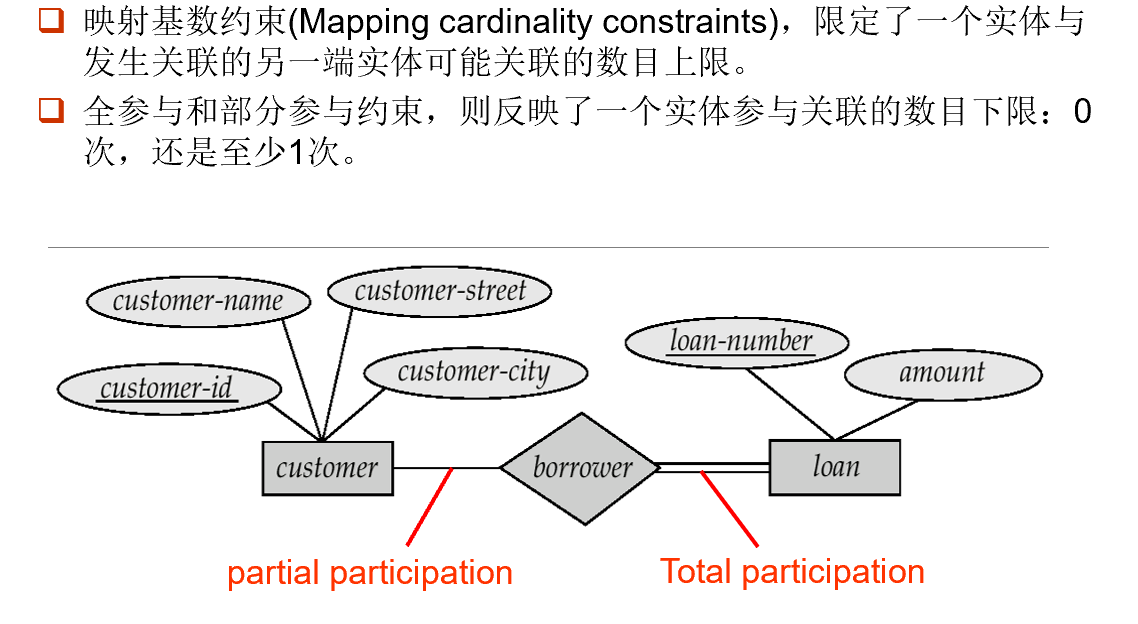 映射基数约束(Mapping cardinality constraints)，限定了一个实体与
发生关联的另一端实体可能关联的数目上限。
全参与和部分参与约束，则反映了一个实体参与关联的数目下限：0
次，还是至少1次。
customer-name
customer-street
loan-number
customer-id
customer-city
amount
customer
borrower
loan
partial participation
Total participation